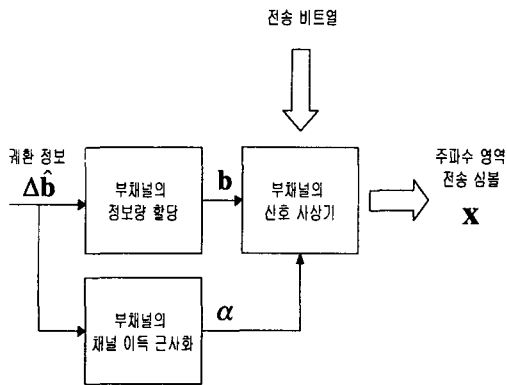 전송 비트열
궤환 정보
Δb̂
부채널의
정보량 할당
b
부채널의
신호 사상기
주파수 영역
전송 심볼
x
부채널의
채널 이득 근사화
α